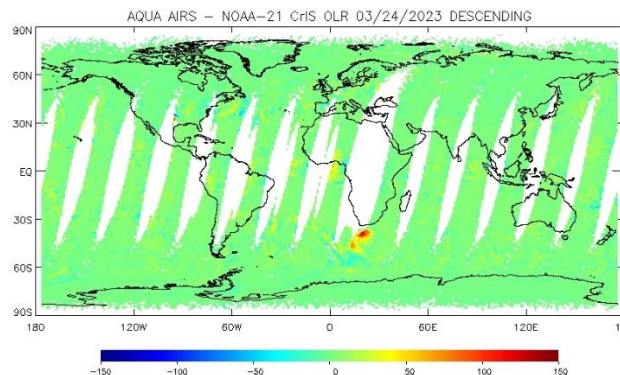 AQUA AIRS – NOAA–21 CrIS OLR 03/24/2023 DESCENDING
90N
60N
30N
EQ
30S
60S
90S
180 120W 60W 0 60E 120E 1
−150 −100 −50 0 50 100 150